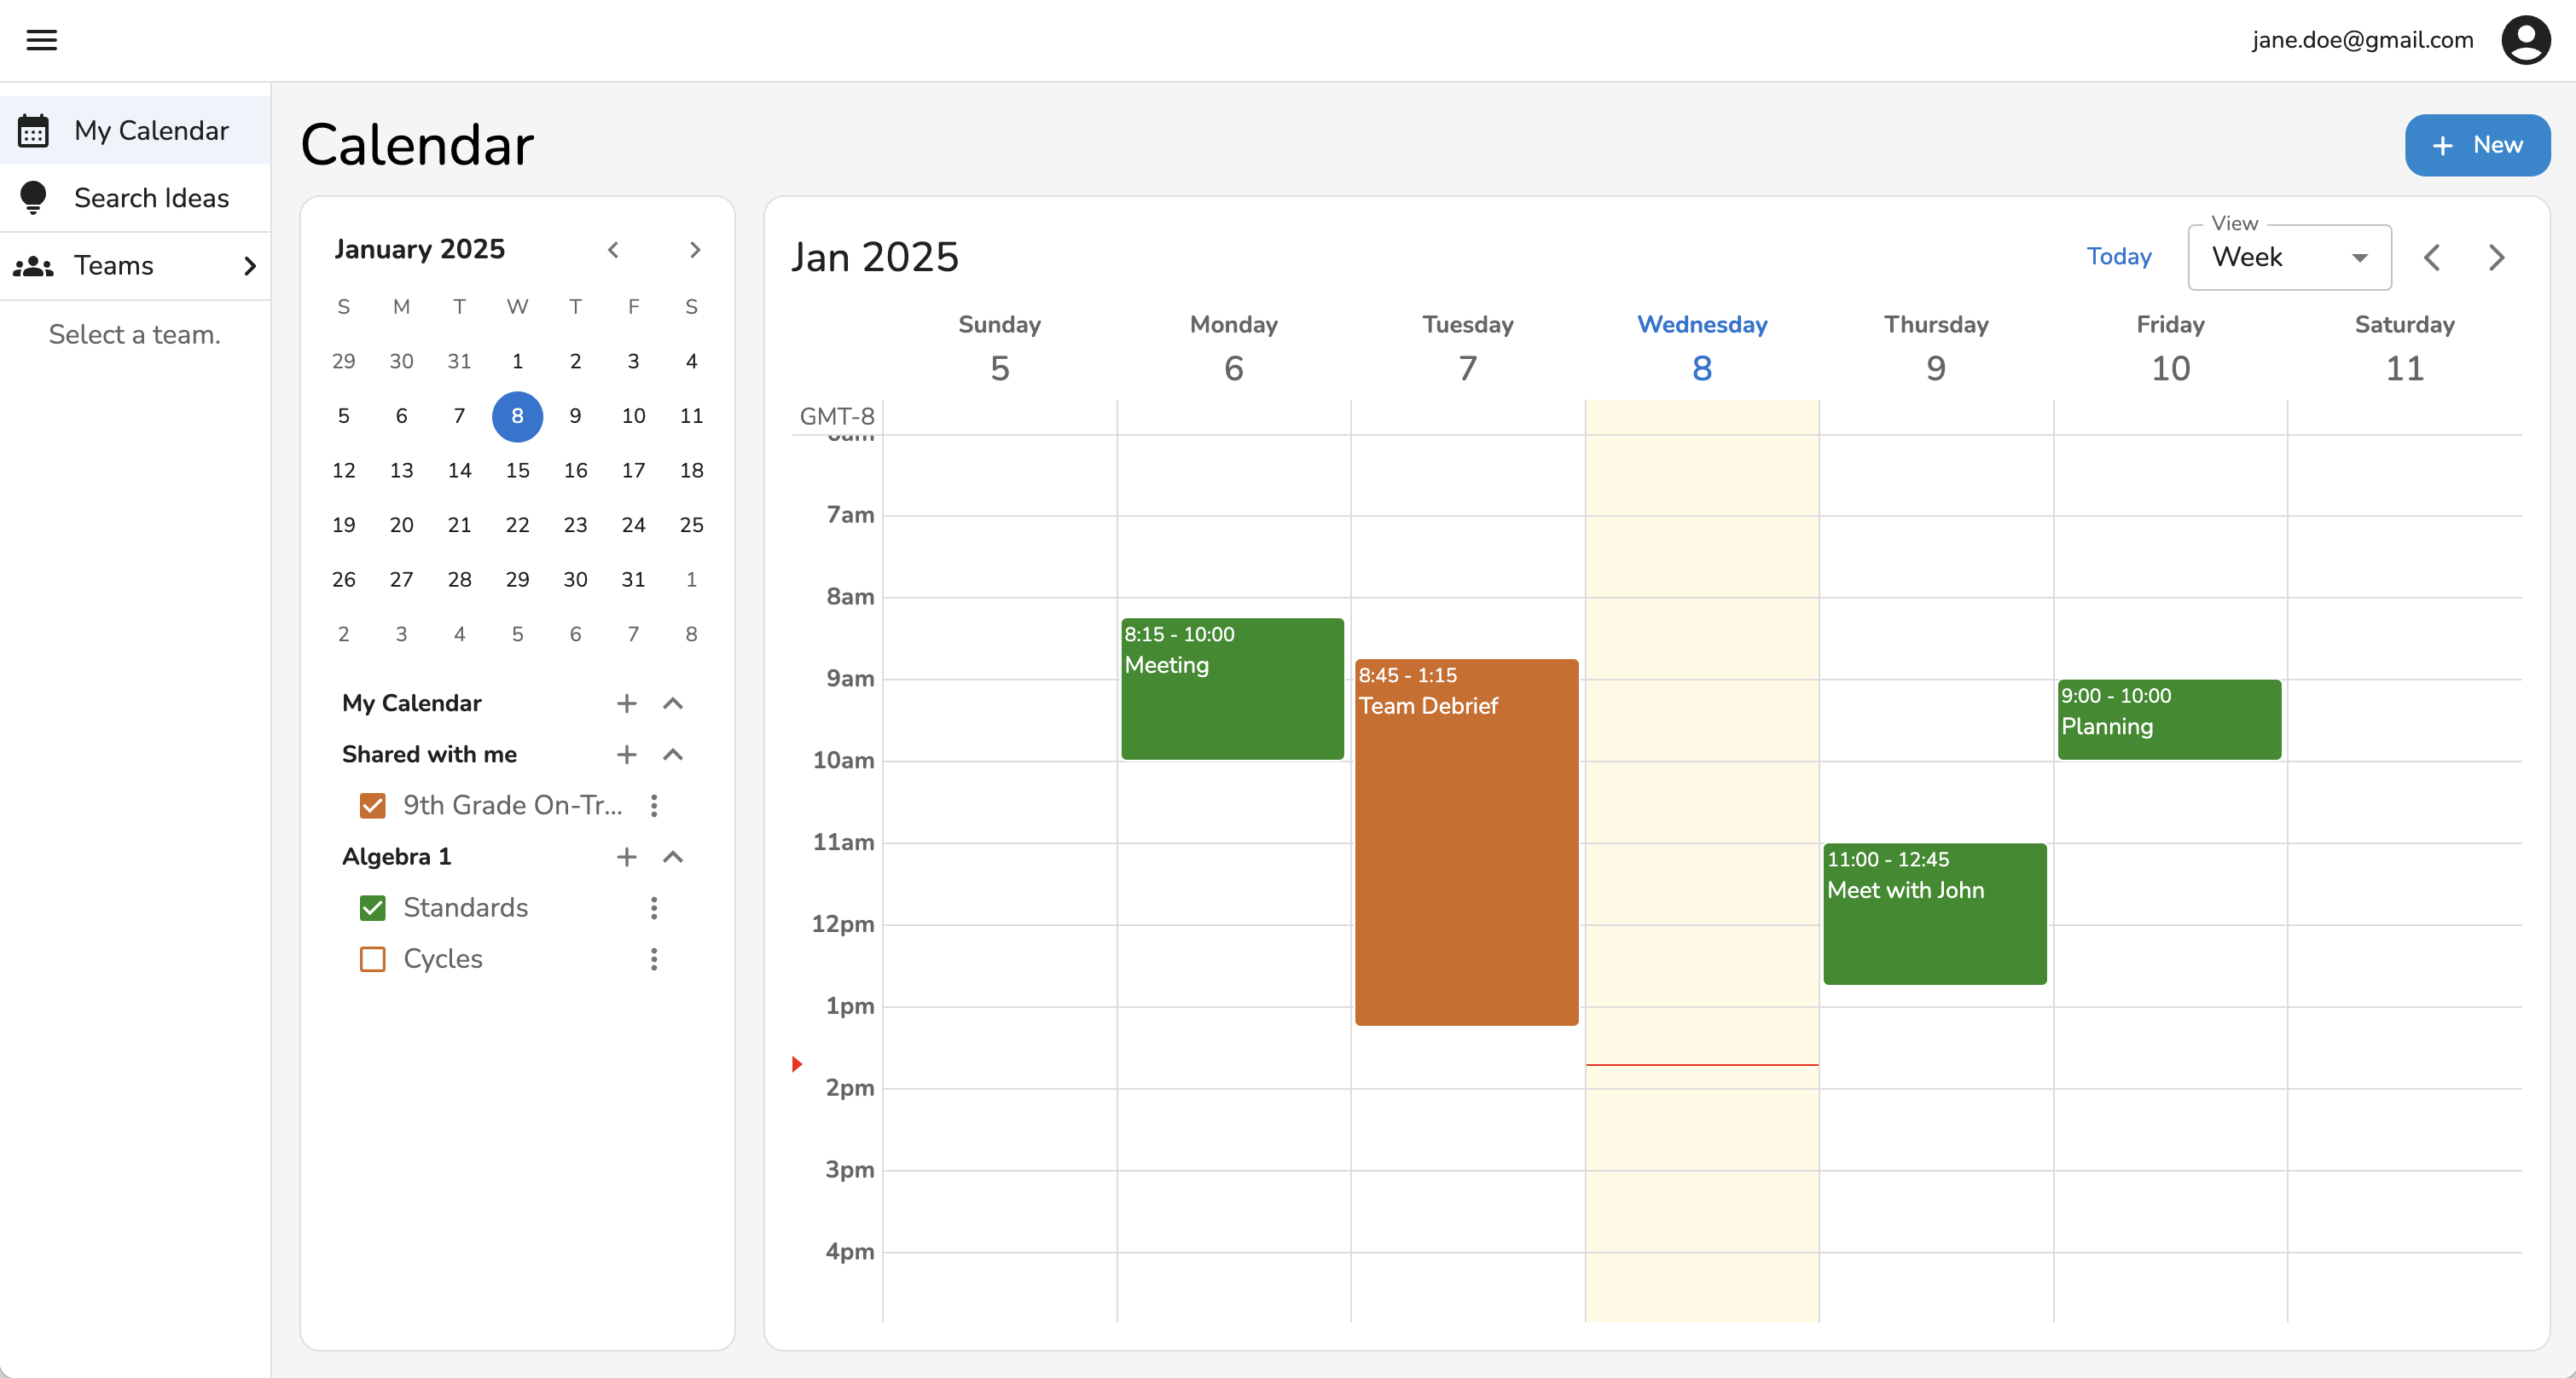 jane.doe@gmail.com
My Calendar
Search Ideas
Teams
Select a team.
Calendar
+ New
January 2025
S M T W T F S
29 30 31 1 2 3 4
5 6 7 8 9 10 11
12 13 14 15 16 17 18
19 20 21 22 23 24 25
26 27 28 29 30 31 1
2 3 4 5 6 7 8
My Calendar
Shared with me
9th Grade On-Tr...
Algebra 1
Standards
Cycles
Jan 2025
Today
View
Week
Sunday Monday Tuesday Wednesday Thursday Friday Saturday
5 6 7 8 9 10 11
GMT-8
7am
8am
8:15 - 10:00
Meeting
8:45 - 1:15
Team Debrief
9am
9:00 - 10:00
Planning
10am
11am
11:00 - 12:45
Meet with John
12pm
1pm
2pm
3pm
4pm